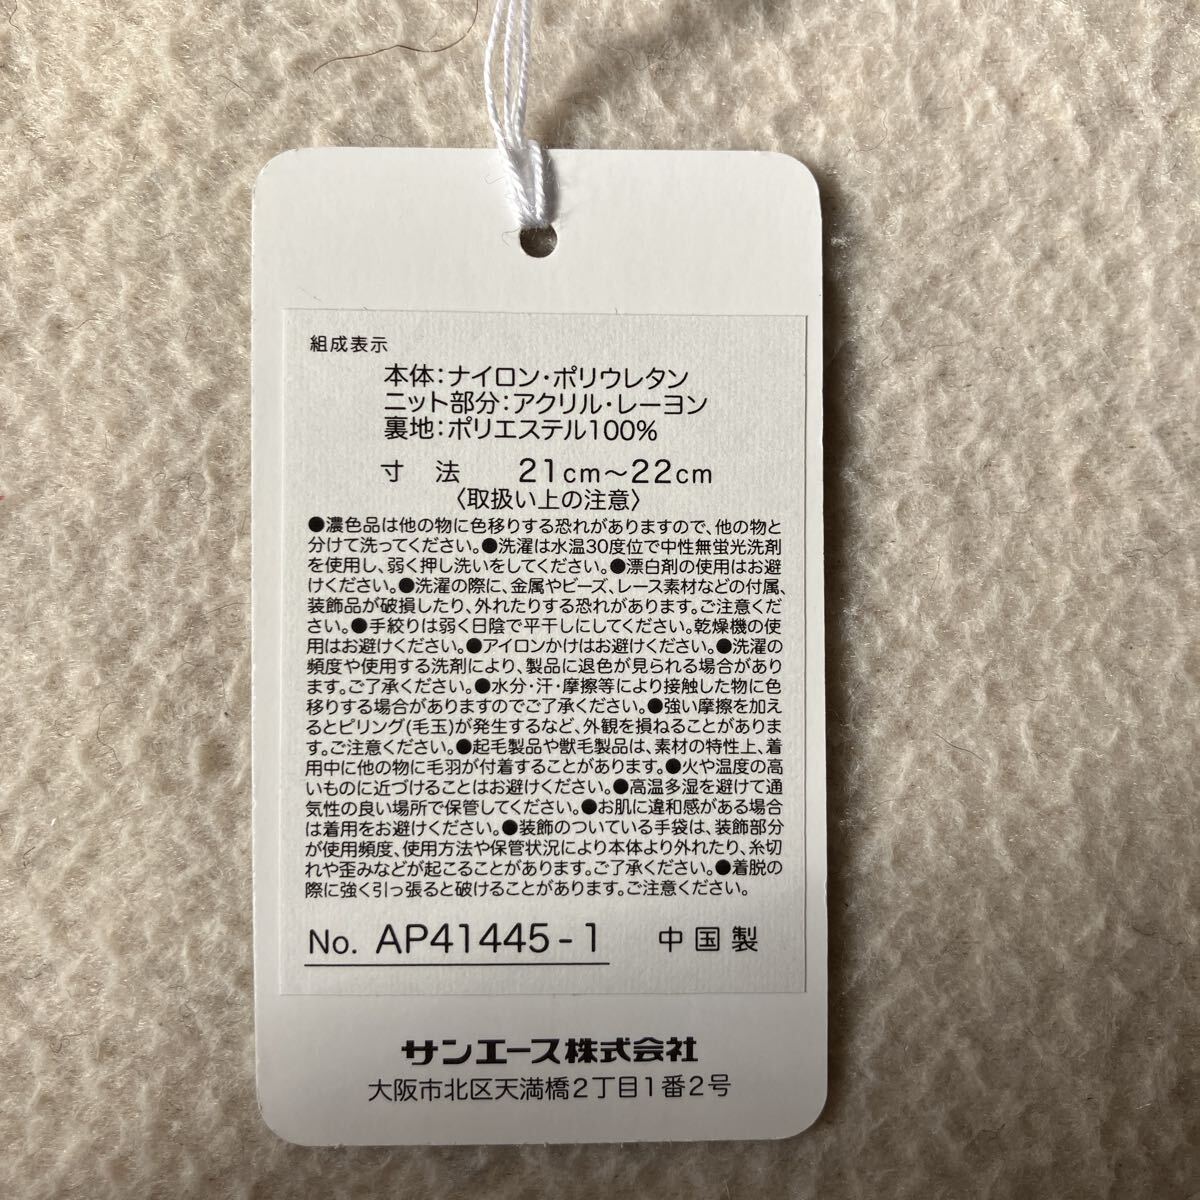 組成表示
本体:ナイロン・ポリウレタン
ニット部分:アクリル・レーヨン
裏地:ポリエステル100%
寸 法 21cm〜22cm
〈取扱い上の注意〉
●濃色品は他の物に色移りする恐れがありますので、他の物と
分けて洗ってください。●洗濯は水温30度位で中性無蛍光洗剤
を使用し、弱く押し洗いをしてください。●漂白剤の使用はお避
けください。●洗濯の際に、金属やビーズ、レース素材などの付属、
装飾品が破損したり、外れたりする恐れがあります。ご注意くだ
さい。●手絞りは弱く日陰で平干しにしてください。乾燥機の使
用はお避けください。●アイロンかけはお避けください。●洗濯の
頻度や使用する洗剤により、製品に退色が見られる場合があり
ます。ご了承ください。●水分・汗・摩擦等により接触した物に色
移りする場合がありますのでご了承ください。●強い摩擦を加え
るとピリング(毛玉)が発生するなど、外観を損ねることがありま
す。ご注意ください。●起毛製品や獣毛製品は、素材の特性上、着
用中に他の物に毛羽が付着することがあります。●火や温度の高
いものに近づけることはお避けください。●高温多湿を避けて通
気性の良い場所で保管してください。●お肌に違和感がある場合
は着用をお避けください。●装飾のついている手袋は、装飾部分
が使用頻度、使用方法や保管状況により本体より外れたり、糸切
れや歪みなどが起こることがあります。ご了承ください。●着脱の
際に強く引っ張ると破けることがあります。ご注意ください。
No. AP41445-1 中国製
サンエース株式会社
大阪市北区天満橋2丁目1番2号